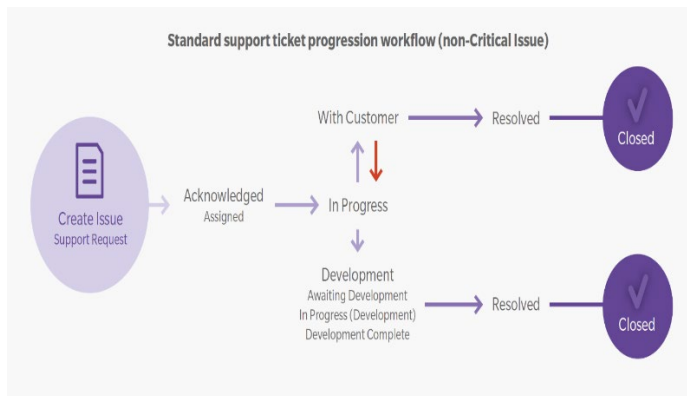 Standard support ticket progression workflow (non-Critical Issue)
With Customer
Resolved
Closed
Create Issue
Support Request
Acknowledged
Assigned
In Progress
Development
Awaiting Development
In Progress (Development)
Development Complete
Resolved
Closed